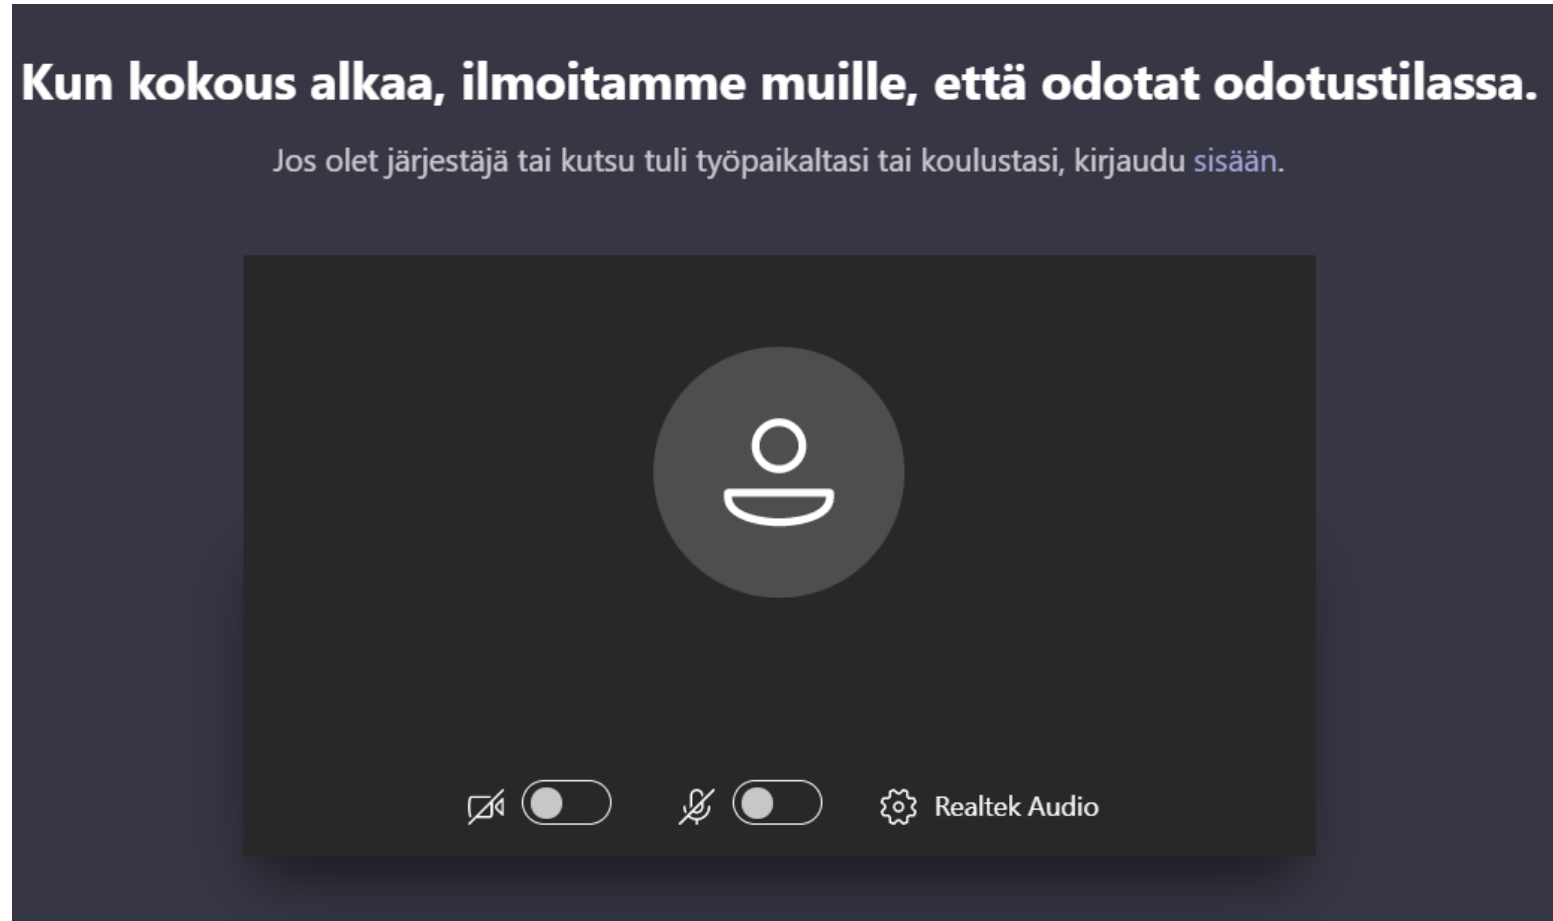 Kun kokous alkaa, ilmoitamme muille, että odotat odotustilassa.
Jos olet järjestäjä tai kutsu tuli työpaikaltasi tai koulustasi, kirjaudu sisään.
Realtek Audio